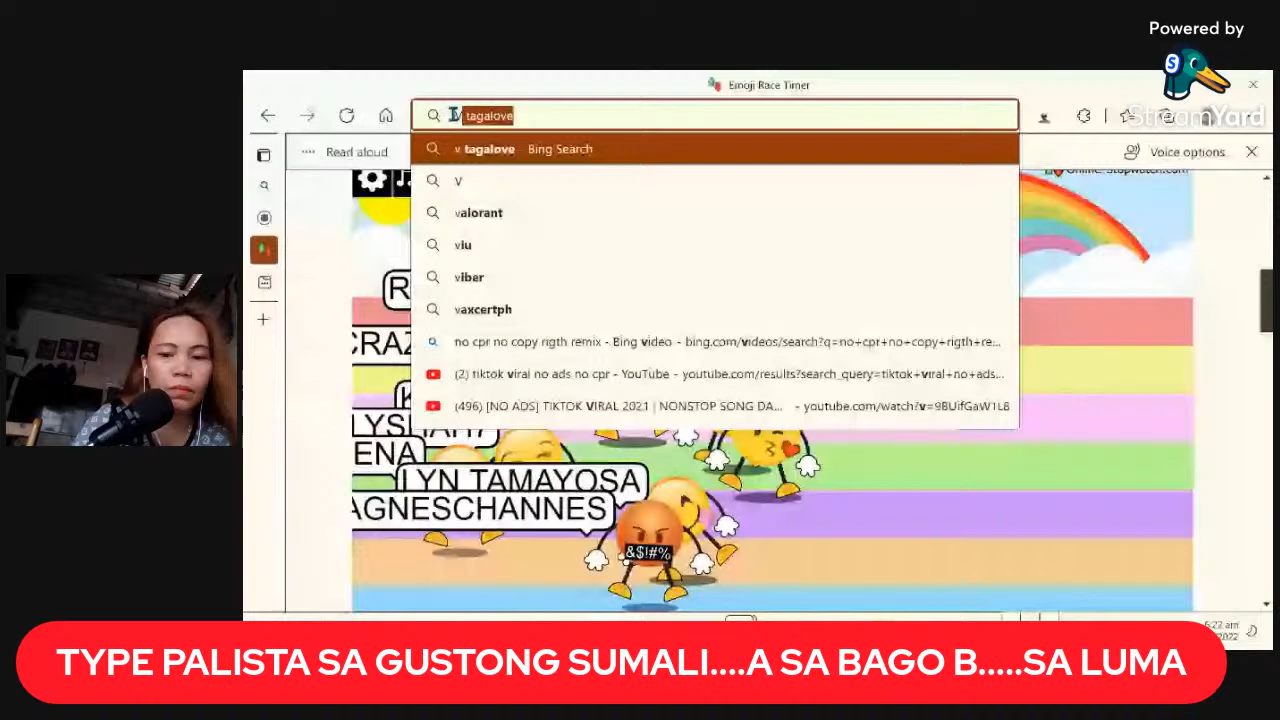 Powered by
StreamYard
Emoji Race Timer
tagalove
Read aloud
v tagalove - Bing Search
Voice options
V
valorant
viu
viber
vaxcertph
no cpr no copy rigth remix - Bing video - bing.com/videos/search?q=no+cpr+no+copy+rigth+re...
(2) tiktok viral no ads no cpr - YouTube - youtube.com/results?search_query=tiktok+viral+no+ads...
(496) [NO ADS] TIKTOK VIRAL 2021 | NONSTOP SONG DA... - youtube.com/watch?v=9BUifGaW1L8
CRAZ
ENA
LYN TAMAYOSA
AGNESCHANNES
&$!#%
TYPE PALISTA SA GUSTONG SUMALI....A SA BAGO B.....SA LUMA